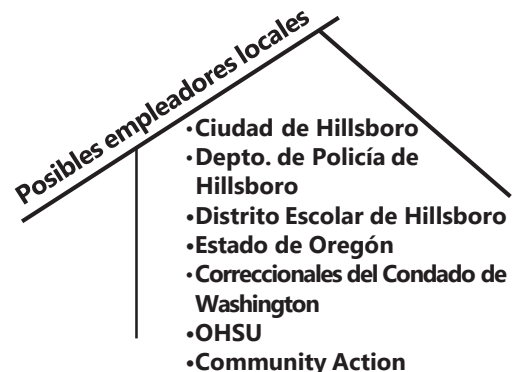 Posibles empleadores locales
•Ciudad de Hillsboro
•Depto. de Policía de
Hillsboro
•Distrito Escolar de Hillsboro
•Estado de Oregón
•Correccionales del Condado de
Washington
•OHSU
•Community Action